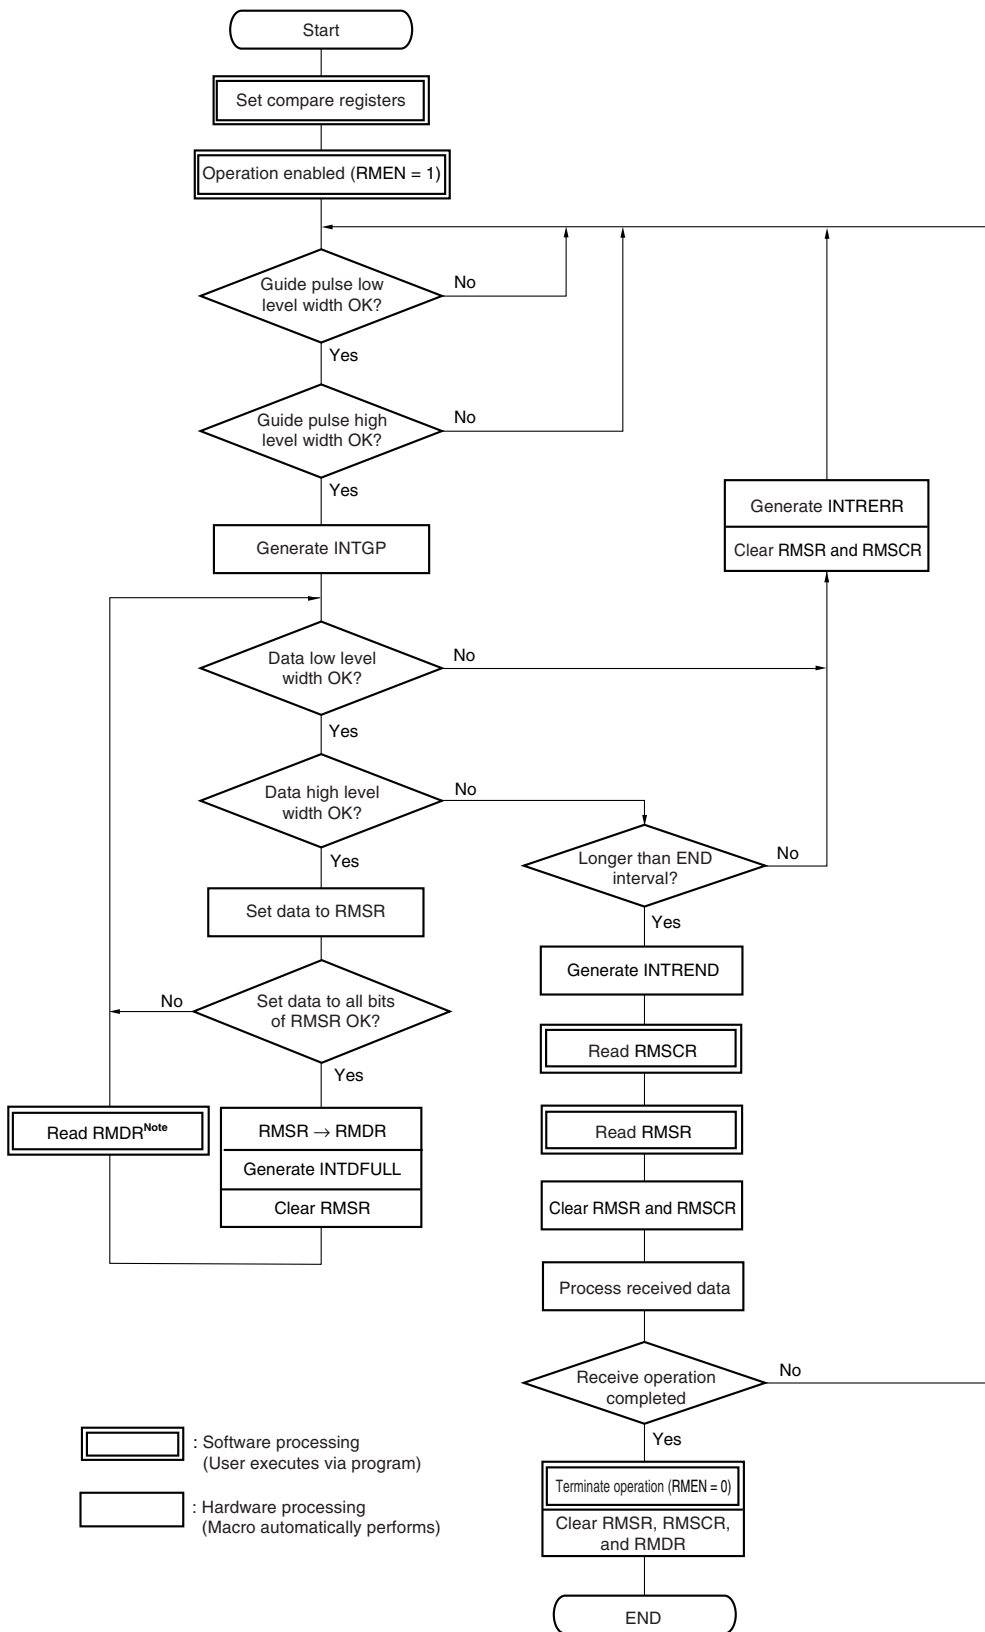 Start
Set compare registers
Operation enabled (RMEN = 1)
Guide pulse low
level width OK?
No
Yes
Guide pulse high
level width OK?
No
Yes
Generate INTGP
Generate INTRERR
Clear RMSR and RMSCR
Data low level
width OK?
No
Yes
Data high level
width OK?
No
Yes
Longer than END
interval?
No
Yes
Set data to RMSR
Set data to all bits
of RMSR OK?
No
Yes
Read RMDR^Note
RMSR → RMDR
Generate INTDFULL
Clear RMSR
Generate INTREND
Read RMSCR
Read RMSR
Clear RMSR and RMSCR
Process received data
Receive operation
completed
No
Yes
Terminate operation (RMEN = 0)
Clear RMSR, RMSCR,
and RMDR
END
: Software processing
(User executes via program)
: Hardware processing
(Macro automatically performs)